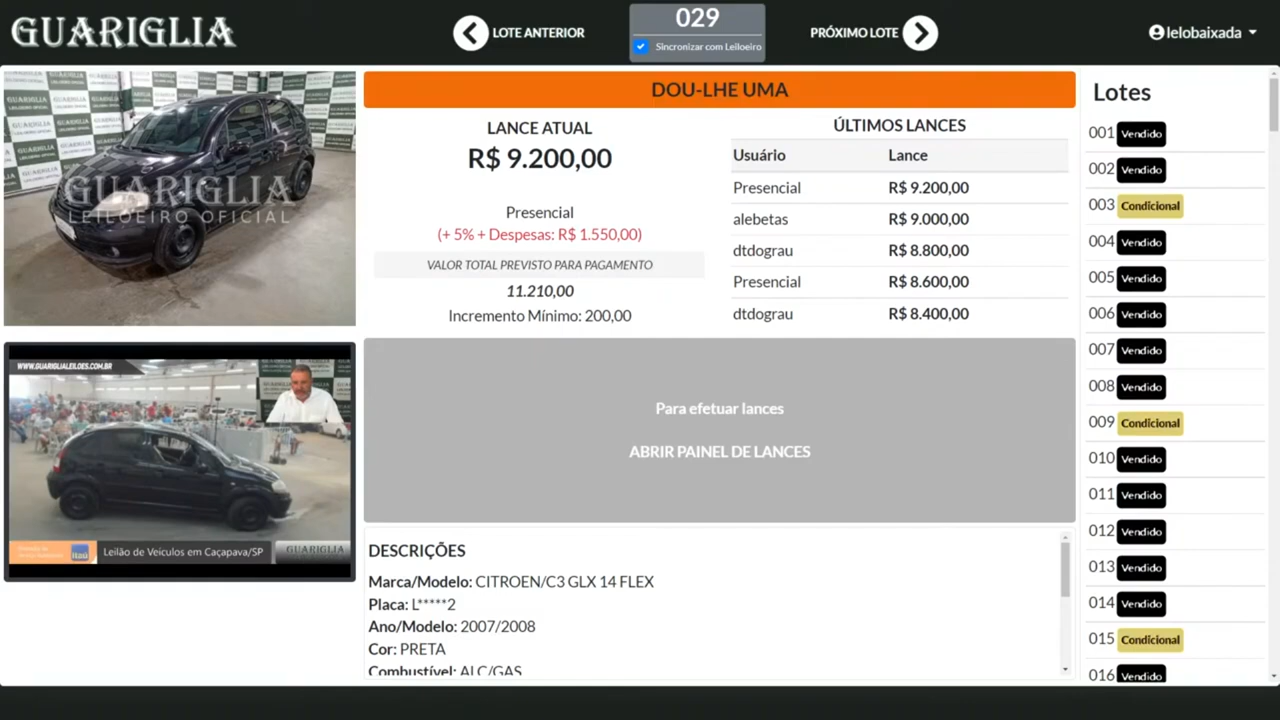 GUARIGLIA
LOTE ANTERIOR
029
Sincronizar com Leiloeiro
PRÓXIMO LOTE
lelobaixada
GUARIGLIA
LEILOEIRO OFICIAL
DOU-LHE UMA
LANCE ATUAL
R$ 9.200,00
Presencial
(+ 5% + Despesas: R$ 1.550,00)
VALOR TOTAL PREVISTO PARA PAGAMENTO
11.210,00
Incremento Mínimo: 200,00
ÚLTIMOS LANCES
Usuário Lance
Presencial R$ 9.200,00
alebetas R$ 9.000,00
dtdograu R$ 8.800,00
Presencial R$ 8.600,00
dtdograu R$ 8.400,00
WWW.GUARIGLIALEILOES.COM.BR
Itaú
Leilão de Veículos em Caçapava/SP
GUARIGLIA
Para efetuar lances
ABRIR PAINEL DE LANCES
DESCRIÇÕES
Marca/Modelo: CITROEN/C3 GLX 14 FLEX
Placa: L*****2
Ano/Modelo: 2007/2008
Cor: PRETA
Combustível: ALC/GAS
Lotes
001 Vendido
002 Vendido
003 Condicional
004 Vendido
005 Vendido
006 Vendido
007 Vendido
008 Vendido
009 Condicional
010 Vendido
011 Vendido
012 Vendido
013 Vendido
014 Vendido
015 Condicional
016 Vendido